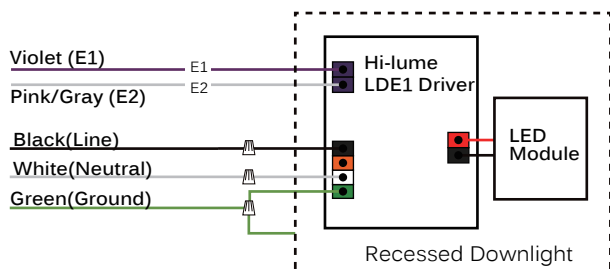 Violet (E1)
E1
Hi-lume
LDE1 Driver
E2
Pink/Gray (E2)
Black(Line)
White(Neutral)
Green(Ground)
LED
Module
Recessed Downlight